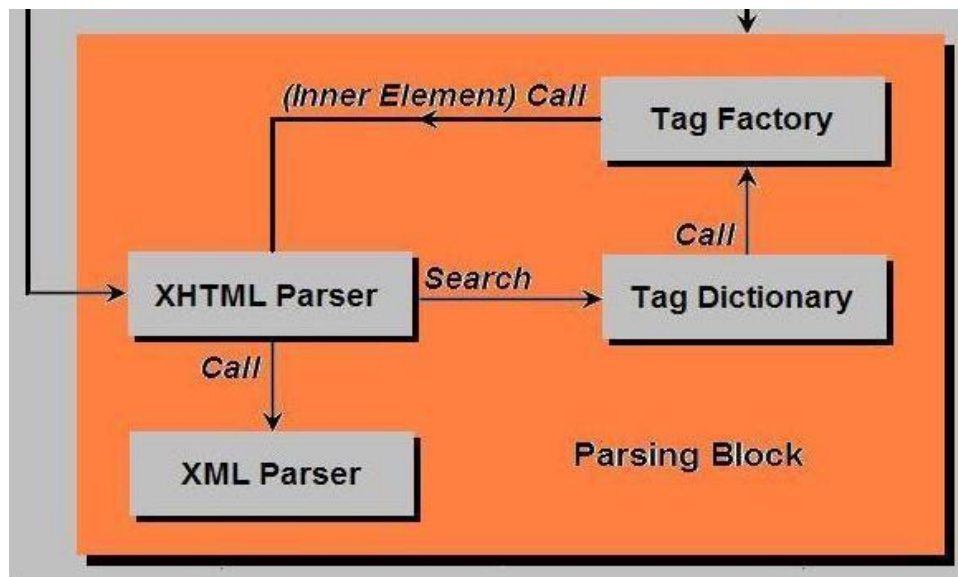 (Inner Element) Call
Tag Factory
Call
XHTML Parser
Search
Tag Dictionary
Call
XML Parser
Parsing Block